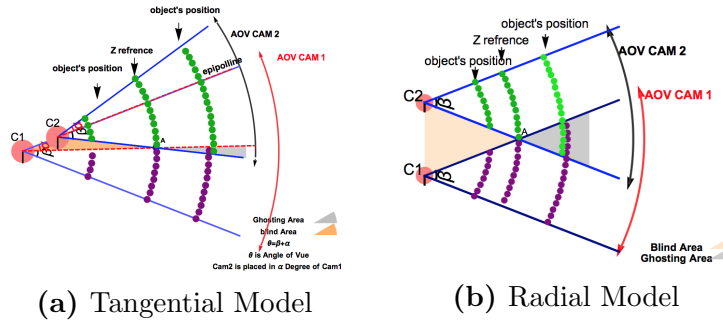 object's position
Z refrence
object's position
AOV CAM 2
AOV CAM 1
epipolline
C2
C1
β
β
A
Ghosting Area
blind Area
θ=β+α
θ is Angle of Vue
Cam2 is placed in α Degree of Cam1
(a) Tangential Model
object's position
Z refrence
object's position
AOV CAM 2
AOV CAM 1
C2
β
A
C1
β
Blind Area
Ghosting Area
(b) Radial Model